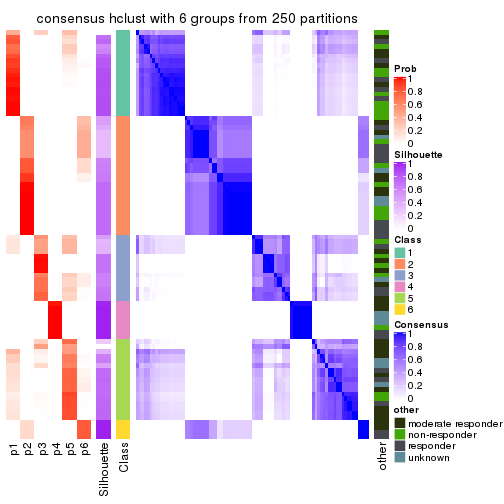 consensus hclust with 6 groups from 250 partitions
Prob
1
0.8
0.6
0.4
0.2
0
Silhouette
1
0.8
0.6
0.4
0.2
0
Class
1
2
3
4
5
6
Consensus
1
0.8
0.6
0.4
0.2
0
other
moderate responder
non-responder
responder
unknown
p1
p2
p3
p4
p5
p6
Silhouette
Class
other